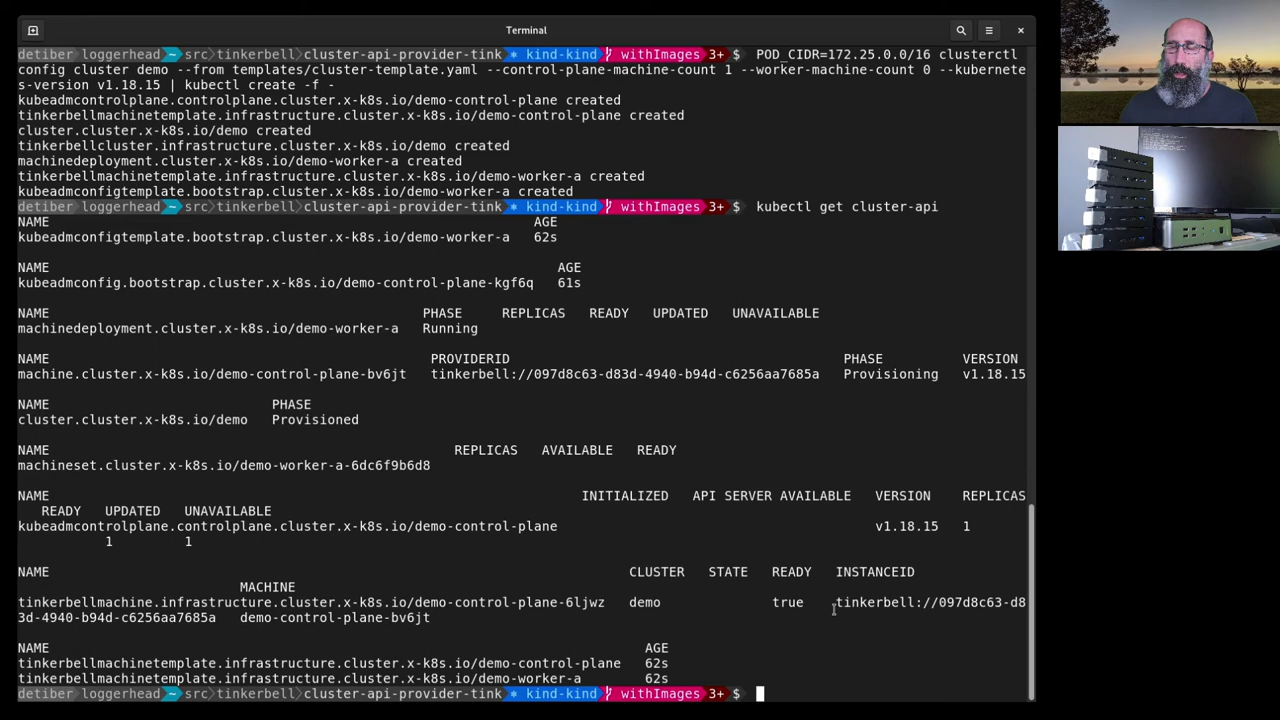 Terminal
detiber loggerhead ~ src tinkerbell cluster-api-provider-tink kind-kind withImages 3+ $ POD_CIDR=172.25.0.0/16 clusterctl
config cluster demo --from templates/cluster-template.yaml --control-plane-machine-count 1 --worker-machine-count 0 --kubernete
s-version v1.18.15 | kubectl create -f -
kubeadmcontrolplane.controlplane.cluster.x-k8s.io/demo-control-plane created
tinkerbellmachinetemplate.infrastructure.cluster.x-k8s.io/demo-control-plane created
cluster.cluster.x-k8s.io/demo created
tinkerbellcluster.infrastructure.cluster.x-k8s.io/demo created
machinedeployment.cluster.x-k8s.io/demo-worker-a created
tinkerbellmachinetemplate.infrastructure.cluster.x-k8s.io/demo-worker-a created
kubeadmconfigtemplate.bootstrap.cluster.x-k8s.io/demo-worker-a created
detiber loggerhead ~ src tinkerbell cluster-api-provider-tink kind-kind withImages 3+ $ kubectl get cluster-api
NAME AGE
kubeadmconfigtemplate.bootstrap.cluster.x-k8s.io/demo-worker-a 62s
NAME AGE
kubeadmconfig.bootstrap.cluster.x-k8s.io/demo-control-plane-kgf6q 61s
NAME PHASE REPLICAS READY UPDATED UNAVAILABLE
machinedeployment.cluster.x-k8s.io/demo-worker-a Running
NAME PROVIDERID PHASE VERSION
machine.cluster.x-k8s.io/demo-control-plane-bv6jt tinkerbell://097d8c63-d83d-4940-b94d-c6256aa7685a Provisioning v1.18.15
NAME PHASE
cluster.cluster.x-k8s.io/demo Provisioned
NAME REPLICAS AVAILABLE READY
machineset.cluster.x-k8s.io/demo-worker-a-6dc6f9b6d8
NAME INITIALIZED API SERVER AVAILABLE VERSION REPLICAS
READY UPDATED UNAVAILABLE
kubeadmcontrolplane.controlplane.cluster.x-k8s.io/demo-control-plane v1.18.15 1
1 1
NAME CLUSTER STATE READY INSTANCEID
MACHINE
tinkerbellmachine.infrastructure.cluster.x-k8s.io/demo-control-plane-6ljwz demo true tinkerbell://097d8c63-d8
3d-4940-b94d-c6256aa7685a demo-control-plane-bv6jt
NAME AGE
tinkerbellmachinetemplate.infrastructure.cluster.x-k8s.io/demo-control-plane 62s
tinkerbellmachinetemplate.infrastructure.cluster.x-k8s.io/demo-worker-a 62s
detiber loggerhead ~ src tinkerbell cluster-api-provider-tink kind-kind withImages 3+ $